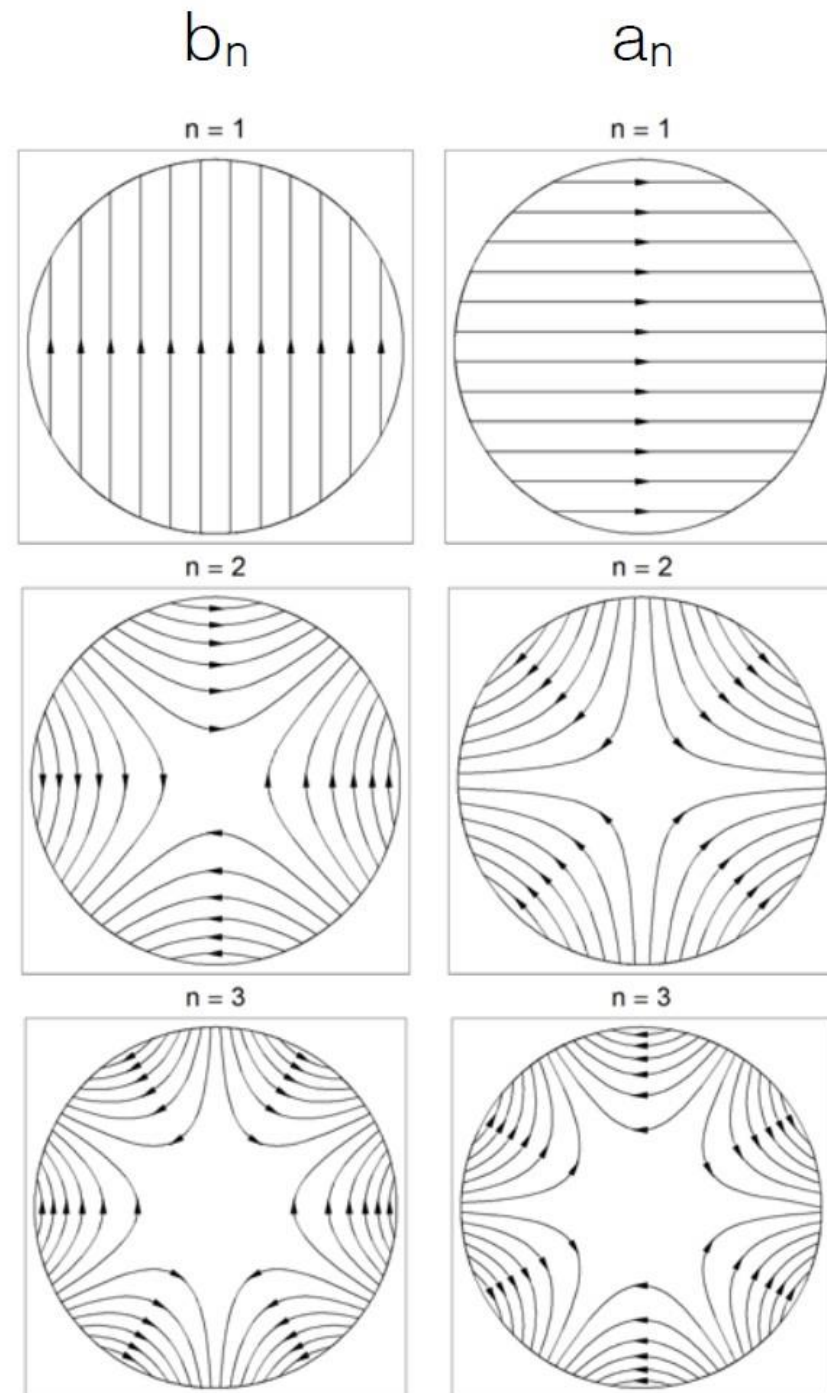 bₙ aₙ
n = 1 n = 1
n = 2 n = 2
n = 3 n = 3